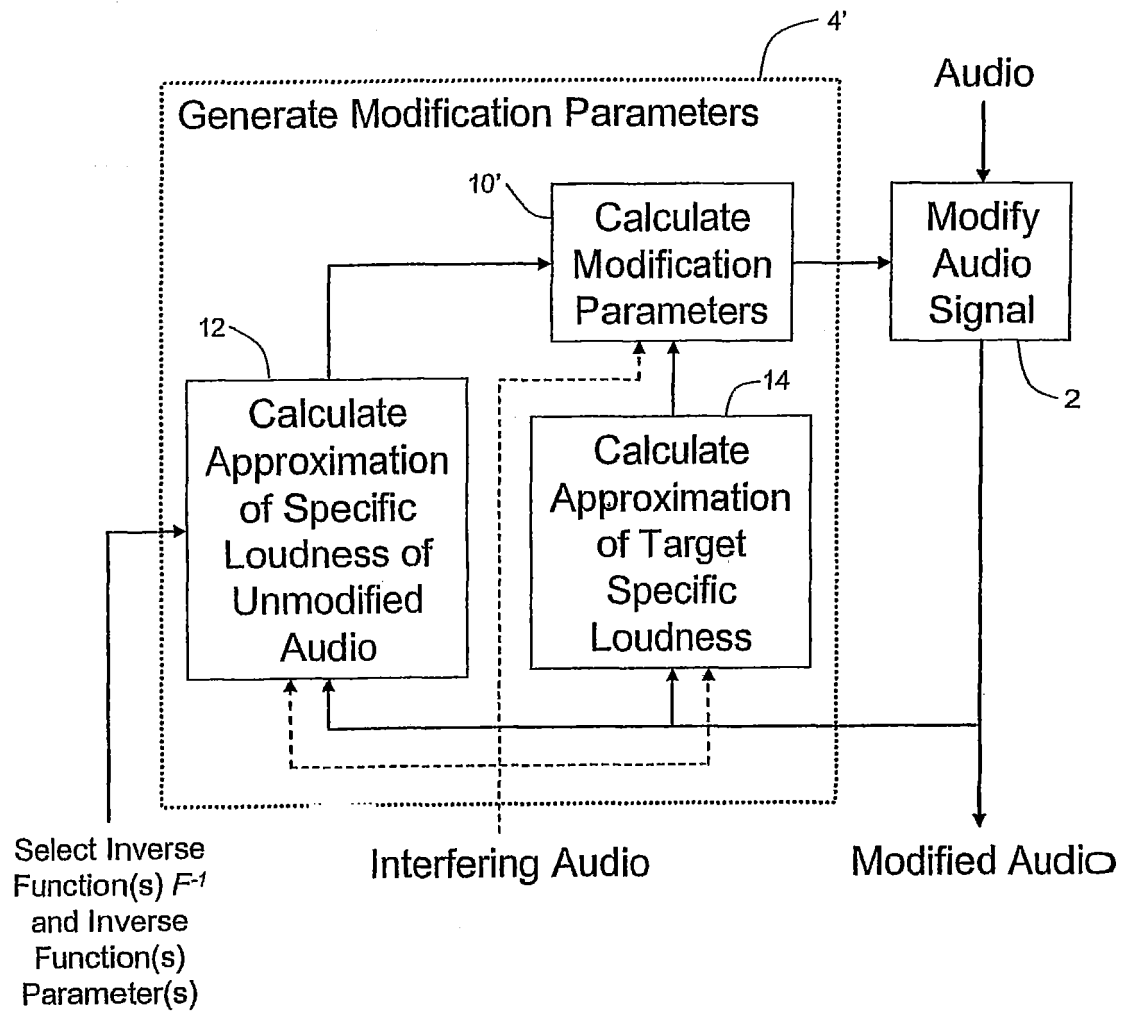 4'
Audio
Generate Modification Parameters
10'
Calculate
Modification
Parameters
Modify
Audio
Signal
2
12
Calculate
Approximation
of Specific
Loudness of
Unmodified
Audio
14
Calculate
Approximation
of Target
Specific
Loudness
Select Inverse
Function(s) F-1
and Inverse
Function(s)
Parameter(s)
Interfering Audio
Modified Audio